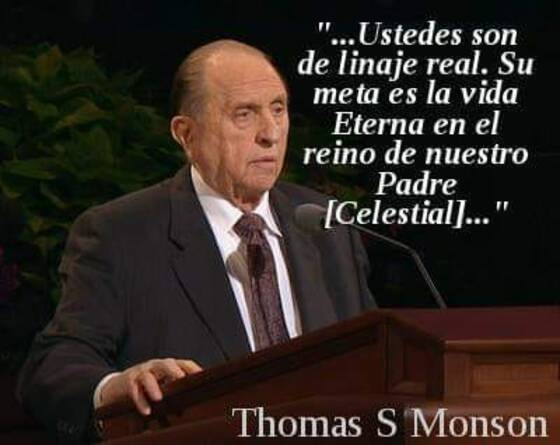 "...Ustedes son
de linaje real. Su
meta es la vida
Eterna en el
reino de nuestro
Padre
[Celestial]..."
Thomas S Monson